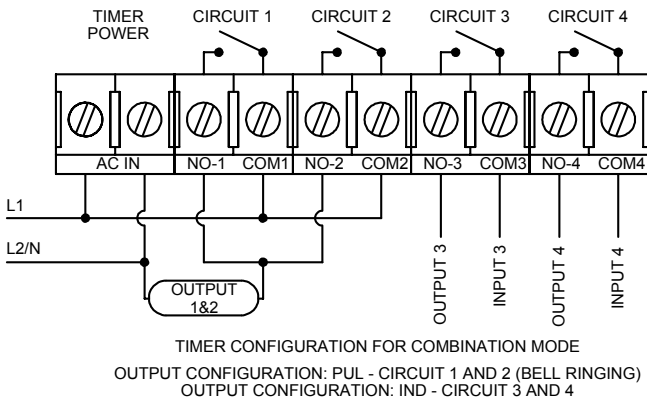 TIMER
POWER
CIRCUIT 1
CIRCUIT 2
CIRCUIT 3
CIRCUIT 4
AC IN
NO-1
COM1
NO-2
COM2
NO-3
COM3
NO-4
COM4
L1
L2/N
OUTPUT
1&2
OUTPUT 3
INPUT 3
OUTPUT 4
INPUT 4
TIMER CONFIGURATION FOR COMBINATION MODE
OUTPUT CONFIGURATION: PUL - CIRCUIT 1 AND 2 (BELL RINGING)
OUTPUT CONFIGURATION: IND - CIRCUIT 3 AND 4